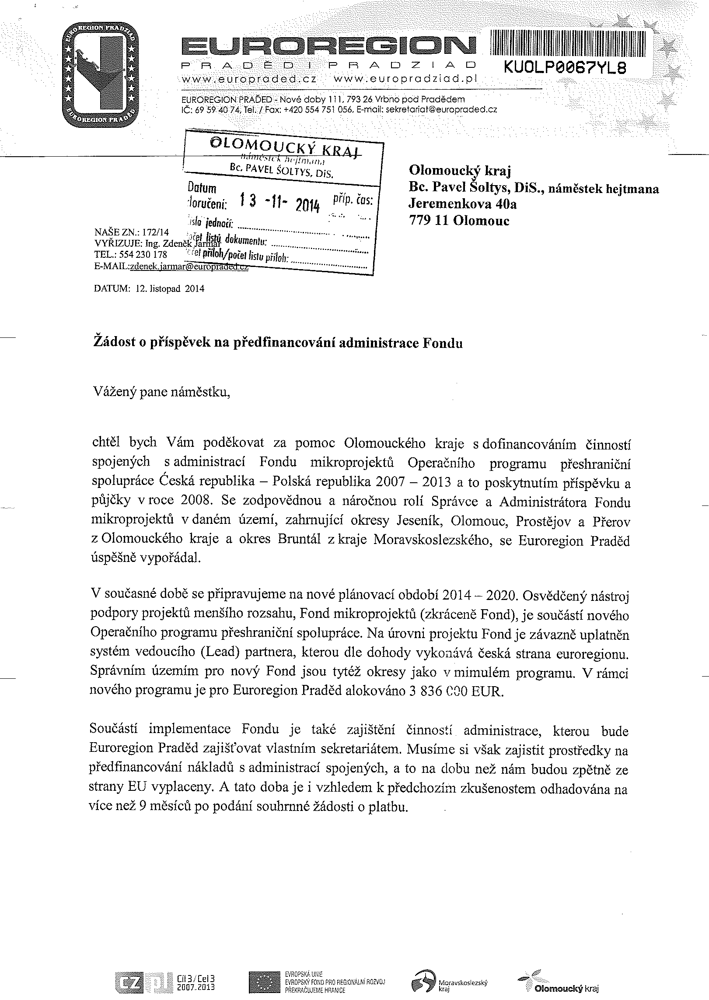 EUROREGION PRADZIAD
EUROREGION PRADĚD
EUROREGION
PRADĚD I PRADZIAD
www.europraded.cz www.europradziad.pl
KUOLP0067YL8
EUROREGION PRADĚD - Nové doby 111, 793 26 Vrbno pod Pradědem
IČ: 69 59 40 74, Tel. / Fax: +420 554 751 056, E-mail: sekretariat@europraded.cz
OLOMOUCKÝ KRAJ
náměstek hejtmana
Bc. PAVEL ŠOLTYS, DiS.
Datum
doručení: 13 -11- 2014 příp. čas:
číslo jednací:
počet listů dokumentu:
počet příloh/počet listu příloh:
Olomoucký kraj
Bc. Pavel Šoltys, DiS., náměstek hejtmana
Jeremenkova 40a
779 11 Olomouc
NAŠE ZN.: 172/14
VYŘIZUJE: Ing. Zdeněk Jarmar
TEL.: 554 230 178
E-MAIL:zdenek.jarmar@europraded.cz
DATUM: 12. listopad 2014
Žádost o příspěvek na předfinancování administrace Fondu
Vážený pane náměstku,
chtěl bych Vám poděkovat za pomoc Olomouckého kraje s dofinancováním činností
spojených s administrací Fondu mikroprojektů Operačního programu přeshraniční
spolupráce Česká republika – Polská republika 2007 – 2013 a to poskytnutím příspěvku a
půjčky v roce 2008. Se zodpovědnou a náročnou rolí Správce a Administrátora Fondu
mikroprojektů v daném území, zahrnující okresy Jeseník, Olomouc, Prostějov a Přerov
z Olomouckého kraje a okres Bruntál z kraje Moravskoslezského, se Euroregion Praděd
úspěšně vypořádal.
V současné době se připravujeme na nové plánovací období 2014 – 2020. Osvědčený nástroj
podpory projektů menšího rozsahu, Fond mikroprojektů (zkráceně Fond), je součástí nového
Operačního programu přeshraniční spolupráce. Na úrovni projektu Fond je závazně uplatněn
systém vedoucího (Lead) partnera, kterou dle dohody vykonává česká strana euroregionu.
Správním územím pro nový Fond jsou tytéž okresy jako v minulém programu. V rámci
nového programu je pro Euroregion Praděd alokováno 3 836 000 EUR.
Součástí implementace Fondu je také zajištění činností administrace, kterou bude
Euroregion Praděd zajišťovat vlastním sekretariátem. Musíme si však zajistit prostředky na
předfinancování nákladů s administrací spojených, a to na dobu než nám budou zpětně ze
strany EU vyplaceny. A tato doba je i vzhledem k předchozím zkušenostem odhadována na
více než 9 měsíců po podání souhrnné žádosti o platbu.
CZ PL Cíl 3/Cel 3
2007-2013
EVROPSKÁ UNIE
EVROPSKÝ FOND PRO REGIONÁLNÍ ROZVOJ
PŘEKRAČUJEME HRANICE
Moravskoslezský
kraj
Olomoucký kraj